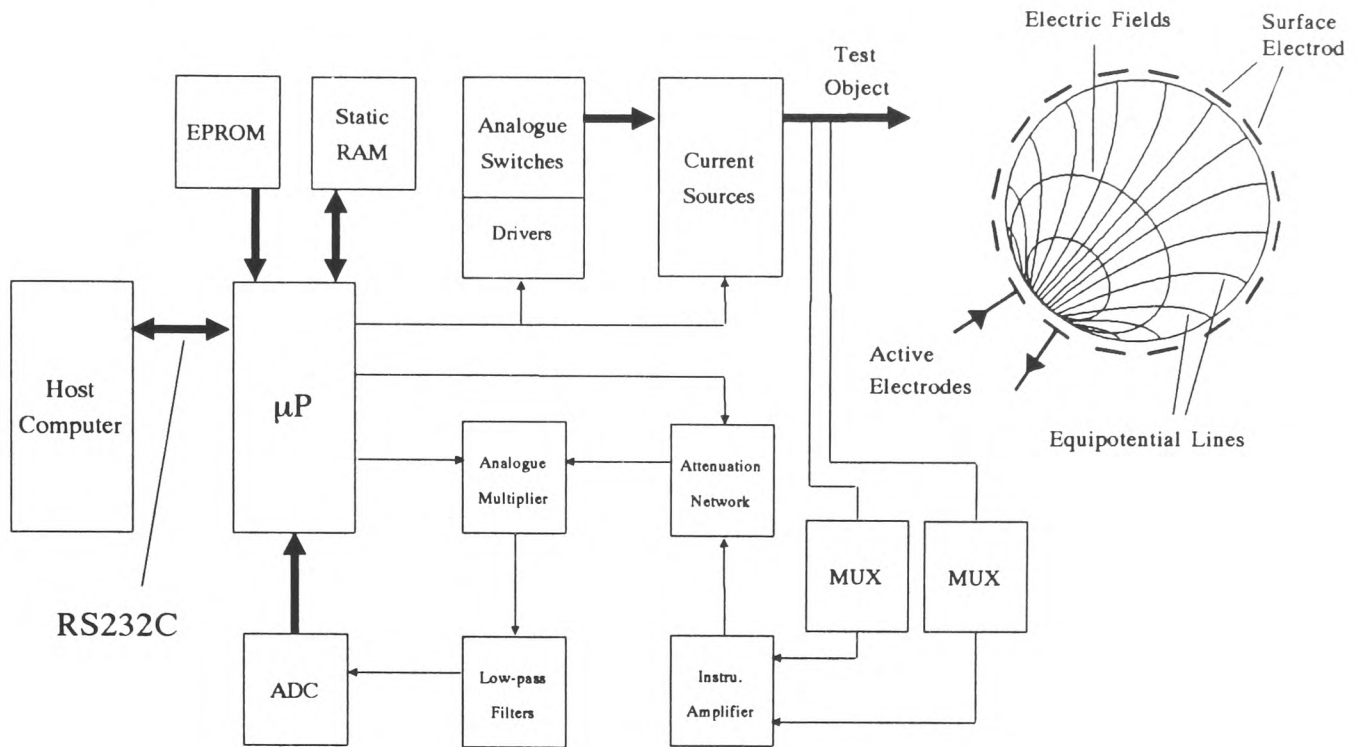 Electric Fields
Surface
Electrod
Test
Object
EPROM
Static
RAM
Analogue
Switches
Drivers
Current
Sources
Host
Computer
μP
Active
Electrodes
Equipotential Lines
Analogue
Multiplier
Attenuation
Network
MUX
MUX
RS232C
ADC
Low-pass
Filters
Instru.
Amplifier